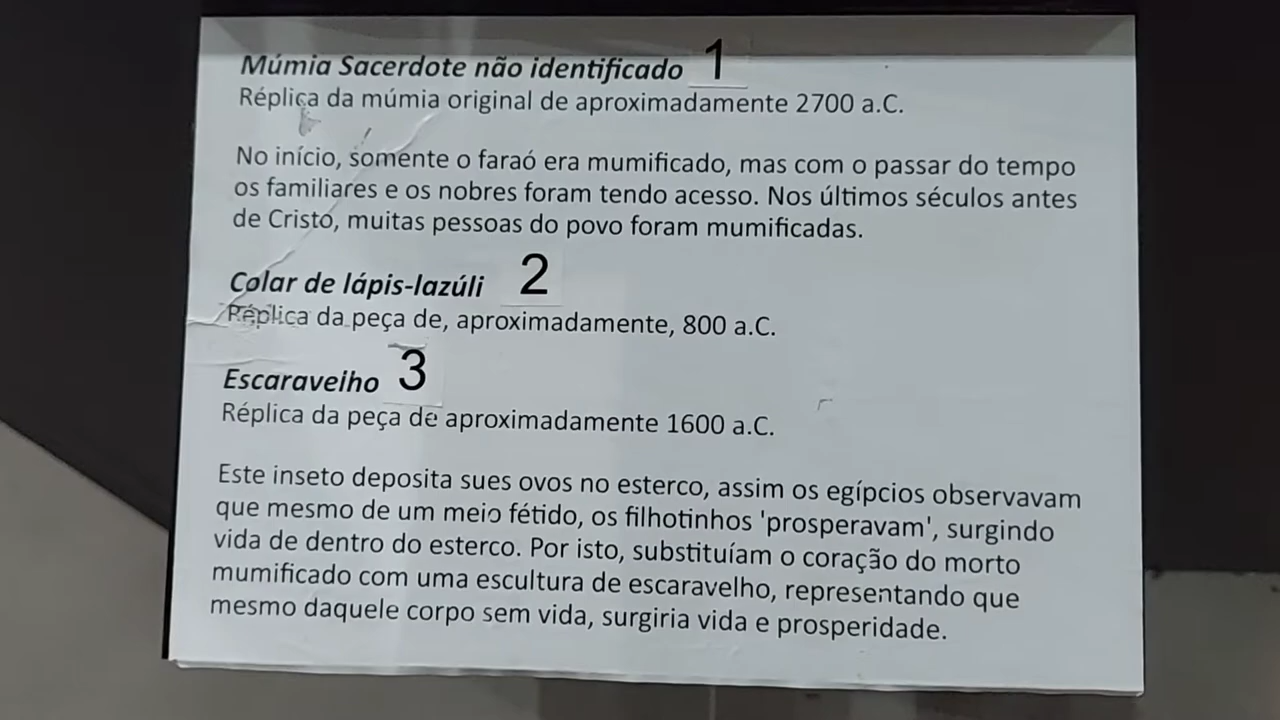 Múmia Sacerdote não identificado 1
Réplica da múmia original de aproximadamente 2700 a.C.
No início, somente o faraó era mumificado, mas com o passar do tempo
os familiares e os nobres foram tendo acesso. Nos últimos séculos antes
de Cristo, muitas pessoas do povo foram mumificadas.
Colar de lápis-lazúli 2
Réplica da peça de, aproximadamente, 800 a.C.
Escaravelho 3
Réplica da peça de aproximadamente 1600 a.C.
Este inseto deposita sues ovos no esterco, assim os egípcios observavam
que mesmo de um meio fétido, os filhotinhos 'prosperavam', surgindo
vida de dentro do esterco. Por isto, substituíam o coração do morto
mumificado com uma escultura de escaravelho, representando que
mesmo daquele corpo sem vida, surgiria vida e prosperidade.